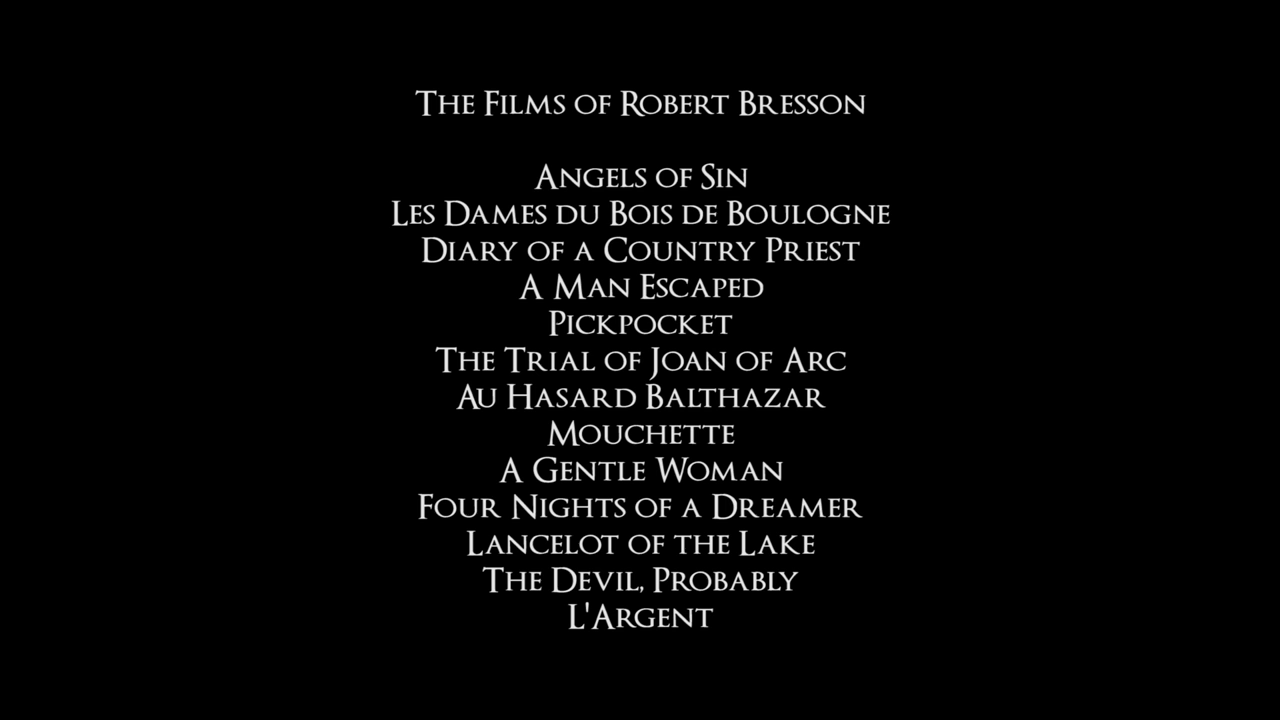 The Films of Robert Bresson
Angels of Sin
Les Dames du Bois de Boulogne
Diary of a Country Priest
A Man Escaped
Pickpocket
The Trial of Joan of Arc
Au Hasard Balthazar
Mouchette
A Gentle Woman
Four Nights of a Dreamer
Lancelot of the Lake
The Devil, Probably
L'Argent